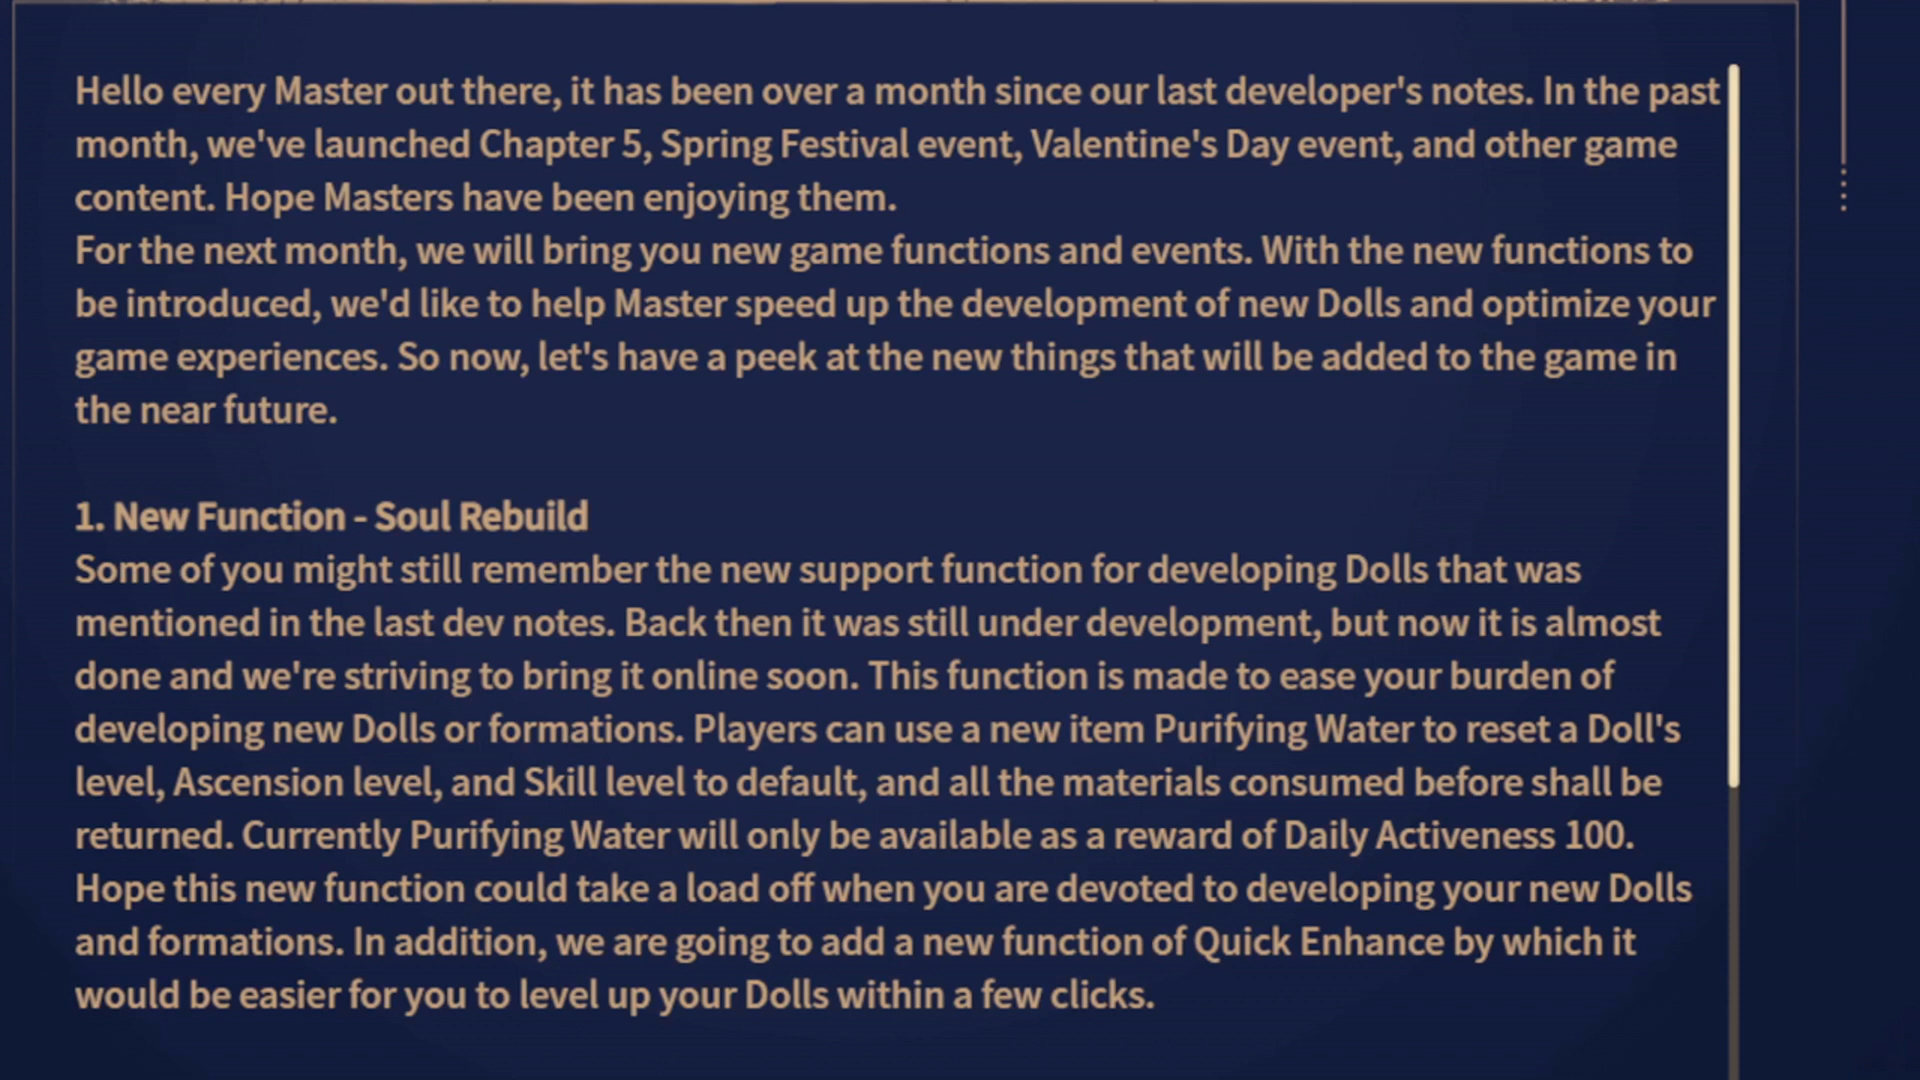 Hello every Master out there, it has been over a month since our last developer's notes. In the past
month, we've launched Chapter 5, Spring Festival event, Valentine's Day event, and other game
content. Hope Masters have been enjoying them.
For the next month, we will bring you new game functions and events. With the new functions to
be introduced, we'd like to help Master speed up the development of new Dolls and optimize your
game experiences. So now, let's have a peek at the new things that will be added to the game in
the near future.
1. New Function - Soul Rebuild
Some of you might still remember the new support function for developing Dolls that was
mentioned in the last dev notes. Back then it was still under development, but now it is almost
done and we're striving to bring it online soon. This function is made to ease your burden of
developing new Dolls or formations. Players can use a new item Purifying Water to reset a Doll's
level, Ascension level, and Skill level to default, and all the materials consumed before shall be
returned. Currently Purifying Water will only be available as a reward of Daily Activeness 100.
Hope this new function could take a load off when you are devoted to developing your new Dolls
and formations. In addition, we are going to add a new function of Quick Enhance by which it
would be easier for you to level up your Dolls within a few clicks.